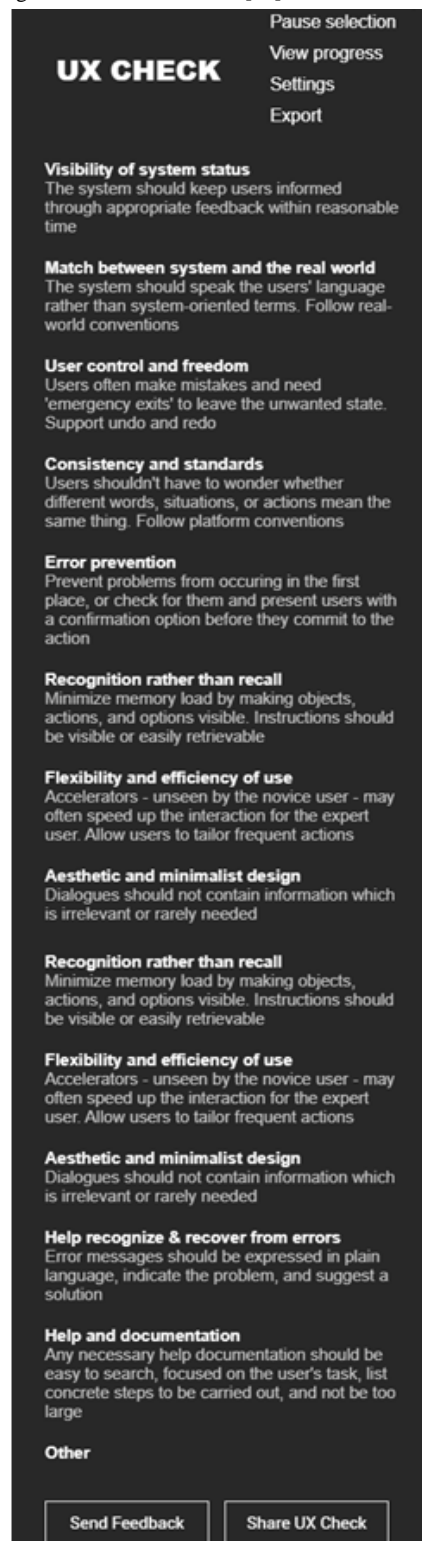 Pause selection
View progress
UX CHECK
Settings
Export
Visibility of system status
The system should keep users informed
through appropriate feedback within reasonable
time
Match between system and the real world
The system should speak the users' language
rather than system-oriented terms. Follow real-
world conventions
User control and freedom
Users often make mistakes and need
'emergency exits' to leave the unwanted state.
Support undo and redo
Consistency and standards
Users shouldn't have to wonder whether
different words, situations, or actions mean the
same thing. Follow platform conventions
Error prevention
Prevent problems from occuring in the first
place, or check for them and present users with
a confirmation option before they commit to the
action
Recognition rather than recall
Minimize memory load by making objects,
actions, and options visible. Instructions should
be visible or easily retrievable
Flexibility and efficiency of use
Accelerators - unseen by the novice user - may
often speed up the interaction for the expert
user. Allow users to tailor frequent actions
Aesthetic and minimalist design
Dialogues should not contain information which
is irrelevant or rarely needed
Recognition rather than recall
Minimize memory load by making objects,
actions, and options visible. Instructions should
be visible or easily retrievable
Flexibility and efficiency of use
Accelerators - unseen by the novice user - may
often speed up the interaction for the expert
user. Allow users to tailor frequent actions
Aesthetic and minimalist design
Dialogues should not contain information which
is irrelevant or rarely needed
Help recognize & recover from errors
Error messages should be expressed in plain
language, indicate the problem, and suggest a
solution
Help and documentation
Any necessary help documentation should be
easy to search, focused on the user's task, list
concrete steps to be carried out, and not be too
large
Other
Send Feedback
Share UX Check